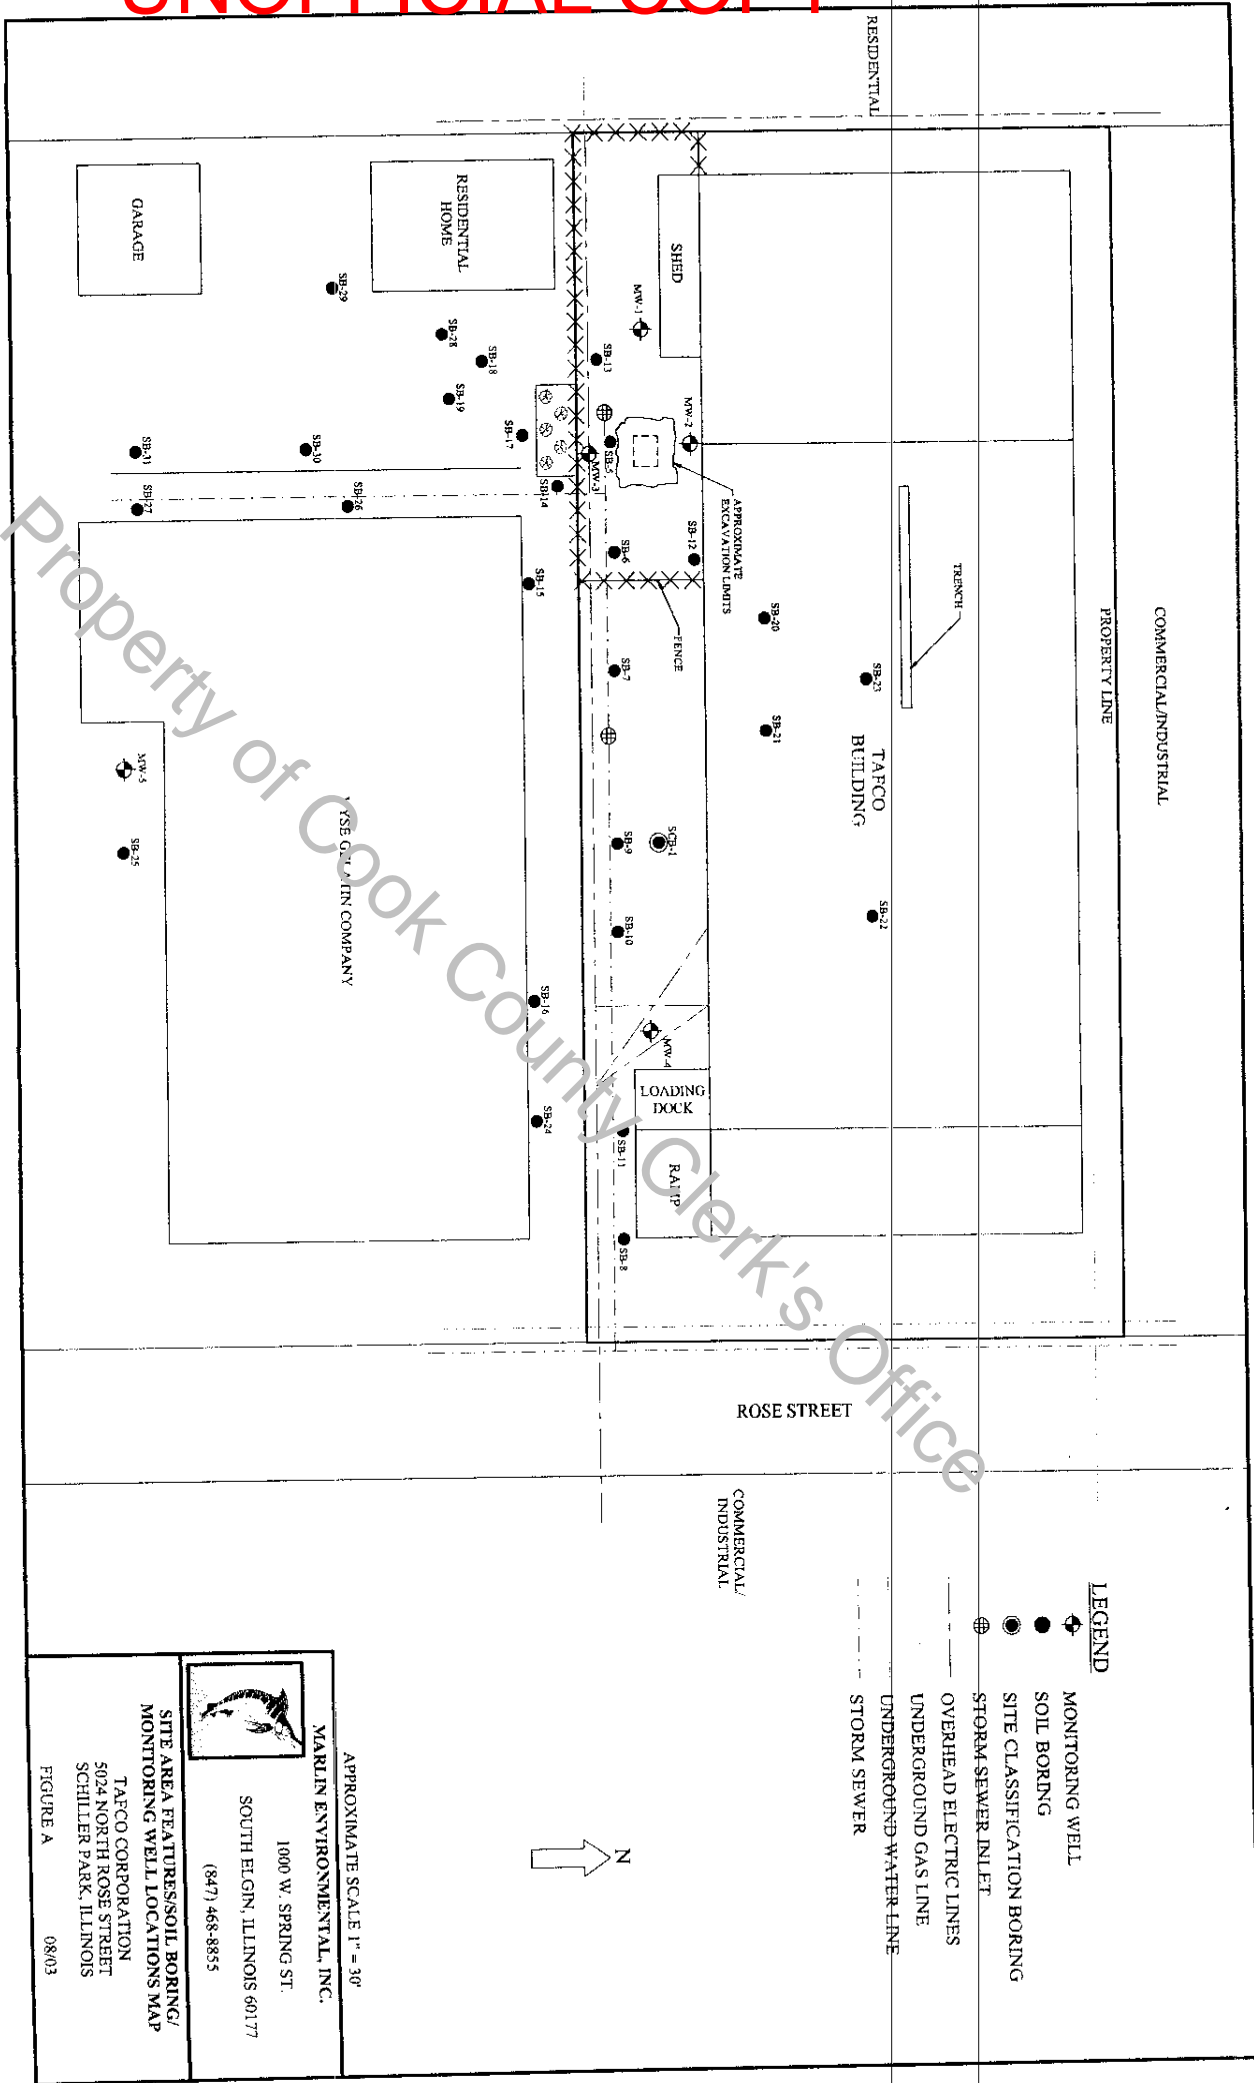 UNOFFICIAL COPY
RESIDENTIAL
COMMERCIAL/INDUSTRIAL
PROPERTY LINE
GARAGE
RESIDENTIAL
HOME
SHED
MW-1
MW-2
MW-3
SB-13
SB-5
SB-12
SB-6
SB-14
SB-17
SB-29
SB-28
SB-18
SB-19
SB-30
SB-31
SB-27
SB-26
SB-15
APPROXIMATE
EXCAVATION LIMITS
FENCE
TRENCH
SB-20
SB-23
SB-21
SB-22
TAFCO
BUILDING
SB-7
SB-9
SCB-1
SB-10
MW-4
LOADING
DOCK
RAMP
SB-11
SB-8
SB-16
SB-24
MW-5
SB-25
YSE GELATIN COMPANY
ROSE STREET
COMMERCIAL/
INDUSTRIAL
LEGEND
MONITORING WELL
SOIL BORING
SITE CLASSIFICATION BORING
STORM SEWER INLET
OVERHEAD ELECTRIC LINES
UNDERGROUND GAS LINE
UNDERGROUND WATER LINE
STORM SEWER
N
APPROXIMATE SCALE 1" = 30'
MARLIN ENVIRONMENTAL, INC.
1000 W. SPRING ST.
SOUTH ELGIN, ILLINOIS 60177
(847) 468-8855
SITE AREA FEATURES/SOIL BORING/
MONITORING WELL LOCATIONS MAP
TAFCO CORPORATION
5024 NORTH ROSE STREET
SCHILLER PARK, ILLINOIS
FIGURE A 08/03
Property of Cook County Clerk's Office